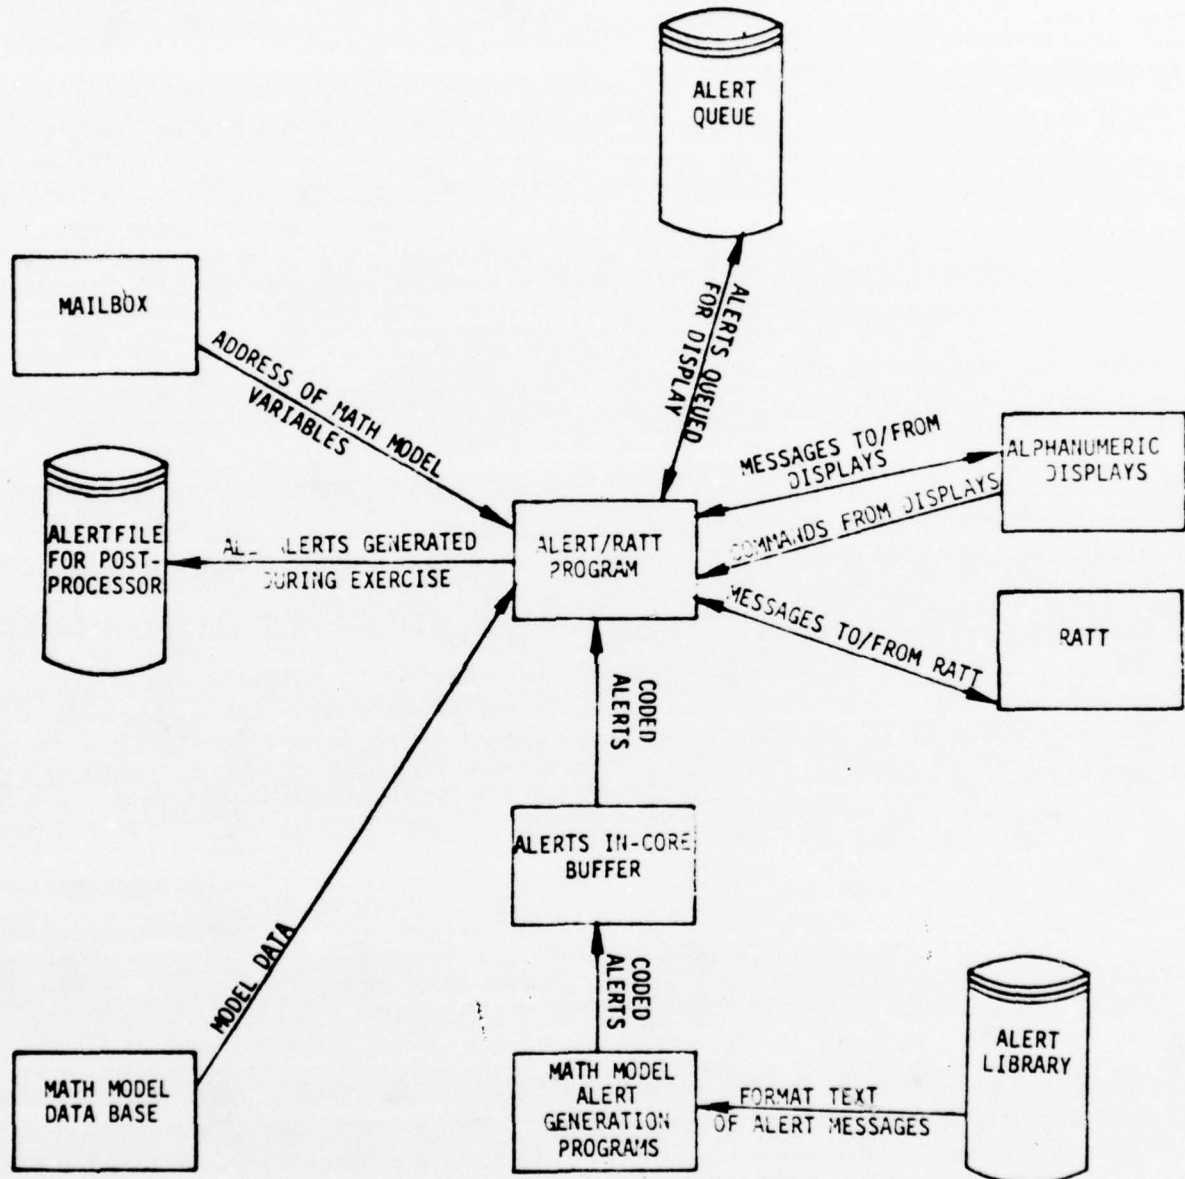 ALERT
QUEUE
MAILBOX
ADDRESS OF MATH MODEL
VARIABLES
ALERTS QUEUED
FOR DISPLAY
MESSAGES TO/FROM
DISPLAYS
ALPHANUMERIC
DISPLAYS
COMMANDS FROM DISPLAYS
ALERTFILE
FOR POST-
PROCESSOR
ALL ALERTS GENERATED
DURING EXERCISE
ALERT/RATT
PROGRAM
MESSAGES TO/FROM RATT
RATT
CODED
ALERTS
ALERTS IN-CORE
BUFFER
MODEL DATA
CODED
ALERTS
MATH MODEL
DATA BASE
MATH MODEL
ALERT
GENERATION
PROGRAMS
FORMAT TEXT
OF ALERT MESSAGES
ALERT
LIBRARY